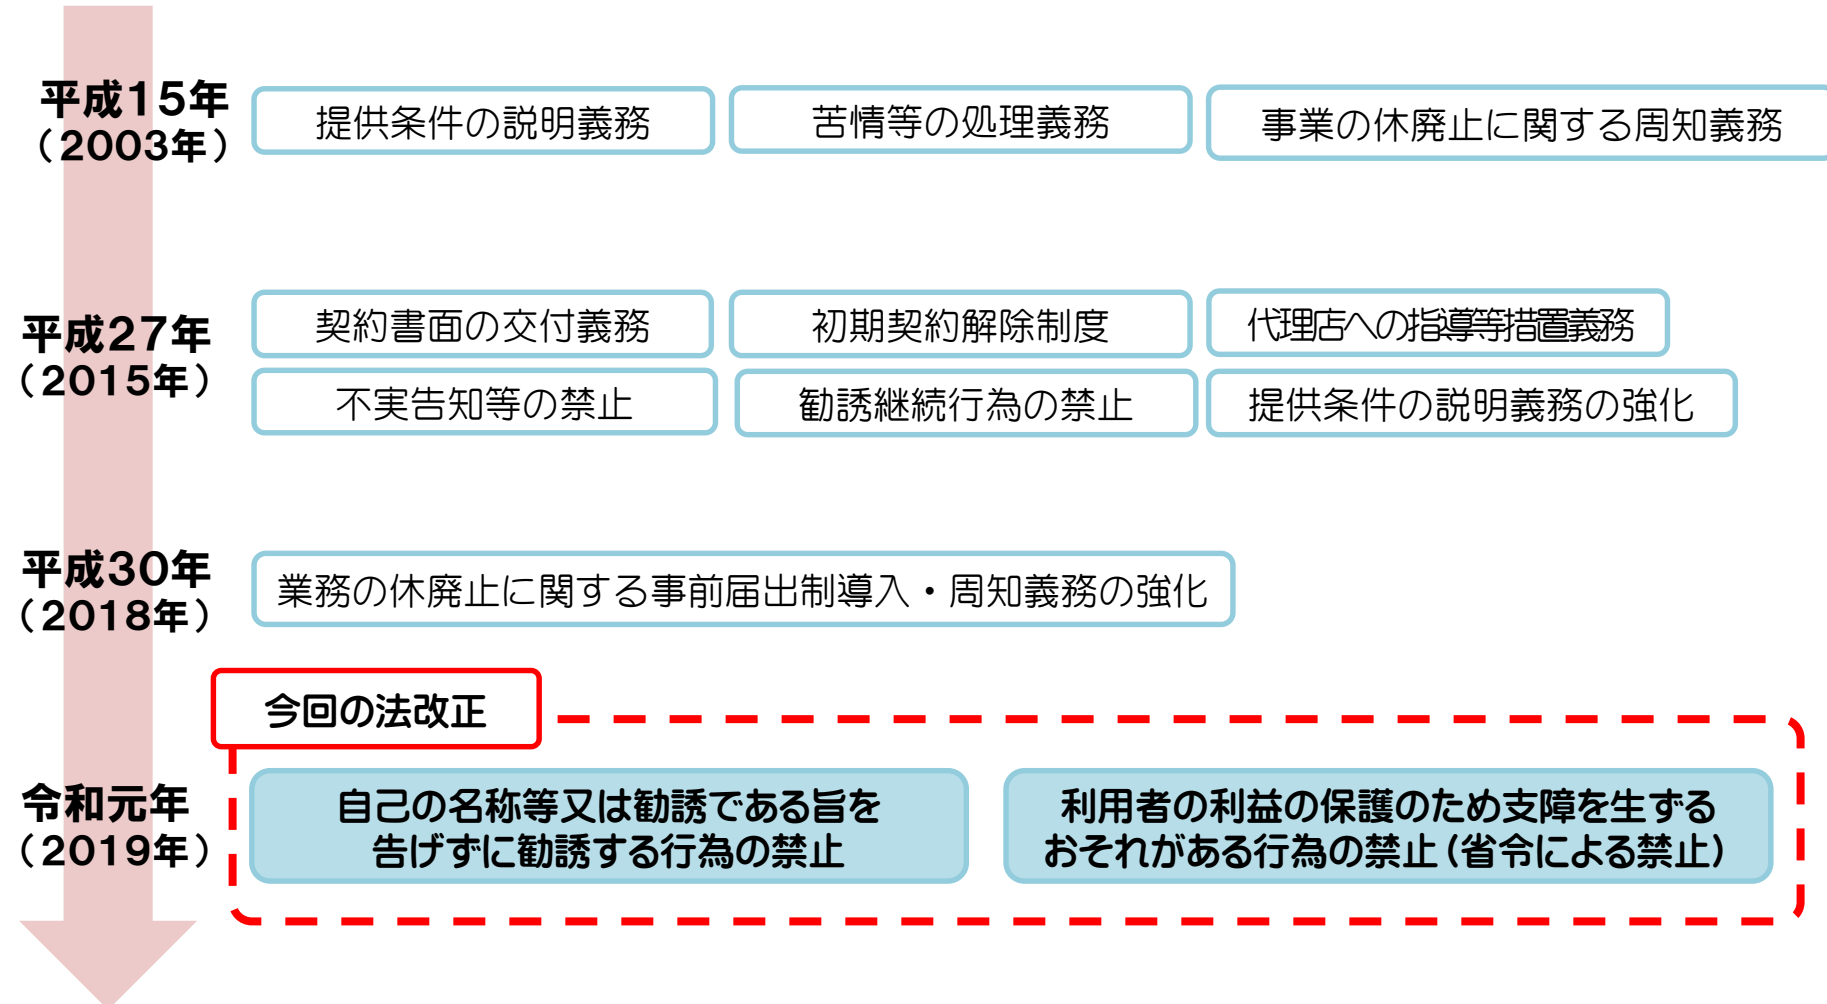 平成15年
（2003年）
提供条件の説明義務
苦情等の処理義務
事業の休廃止に関する周知義務
平成27年
（2015年）
契約書面の交付義務
初期契約解除制度
代理店への指導等措置義務
不実告知等の禁止
勧誘継続行為の禁止
提供条件の説明義務の強化
平成30年
（2018年）
業務の休廃止に関する事前届出制導入・周知義務の強化
今回の法改正
令和元年
（2019年）
自己の名称等又は勧誘である旨を
告げずに勧誘する行為の禁止
利用者の利益の保護のため支障を生ずる
おそれがある行為の禁止（省令による禁止）